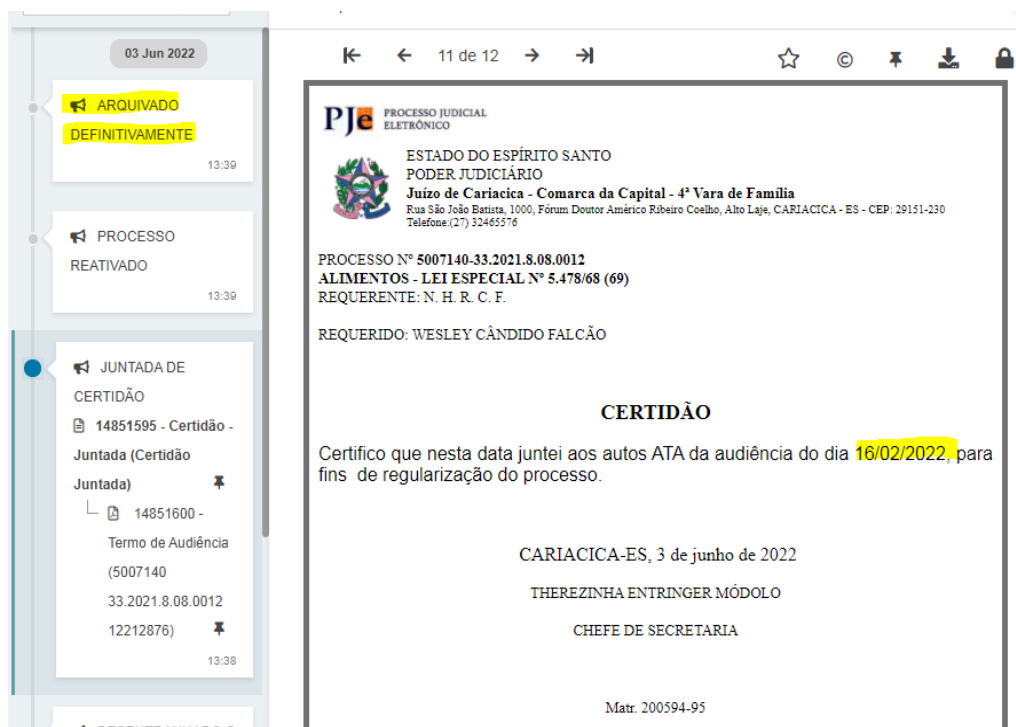 03 Jun 2022
ARQUIVADO
DEFINITIVAMENTE
13:39
PROCESSO
REATIVADO
13:39
JUNTADA DE
CERTIDÃO
14851595 - Certidão -
Juntada (Certidão
Juntada)
14851600 -
Termo de Audiência
(5007140
33.2021.8.08.0012
12212876)
13:38
11 de 12
PJe PROCESSO JUDICIAL
ELETRÔNICO
ESTADO DO ESPÍRITO SANTO
PODER JUDICIÁRIO
Juízo de Cariacica - Comarca da Capital - 4ª Vara de Família
Rua São João Batista, 1000, Fórum Doutor Américo Ribeiro Coelho, Alto Laje, CARIACICA - ES - CEP: 29151-230
Telefone:(27) 32465576
PROCESSO Nº 5007140-33.2021.8.08.0012
ALIMENTOS - LEI ESPECIAL Nº 5.478/68 (69)
REQUERENTE: N. H. R. C. F.
REQUERIDO: WESLEY CÂNDIDO FALCÃO
CERTIDÃO
Certifico que nesta data juntei aos autos ATA da audiência do dia 16/02/2022, para
fins de regularização do processo.
CARIACICA-ES, 3 de junho de 2022
THEREZINHA ENTRINGER MÓDOLO
CHEFE DE SECRETARIA
Matr. 200594-95